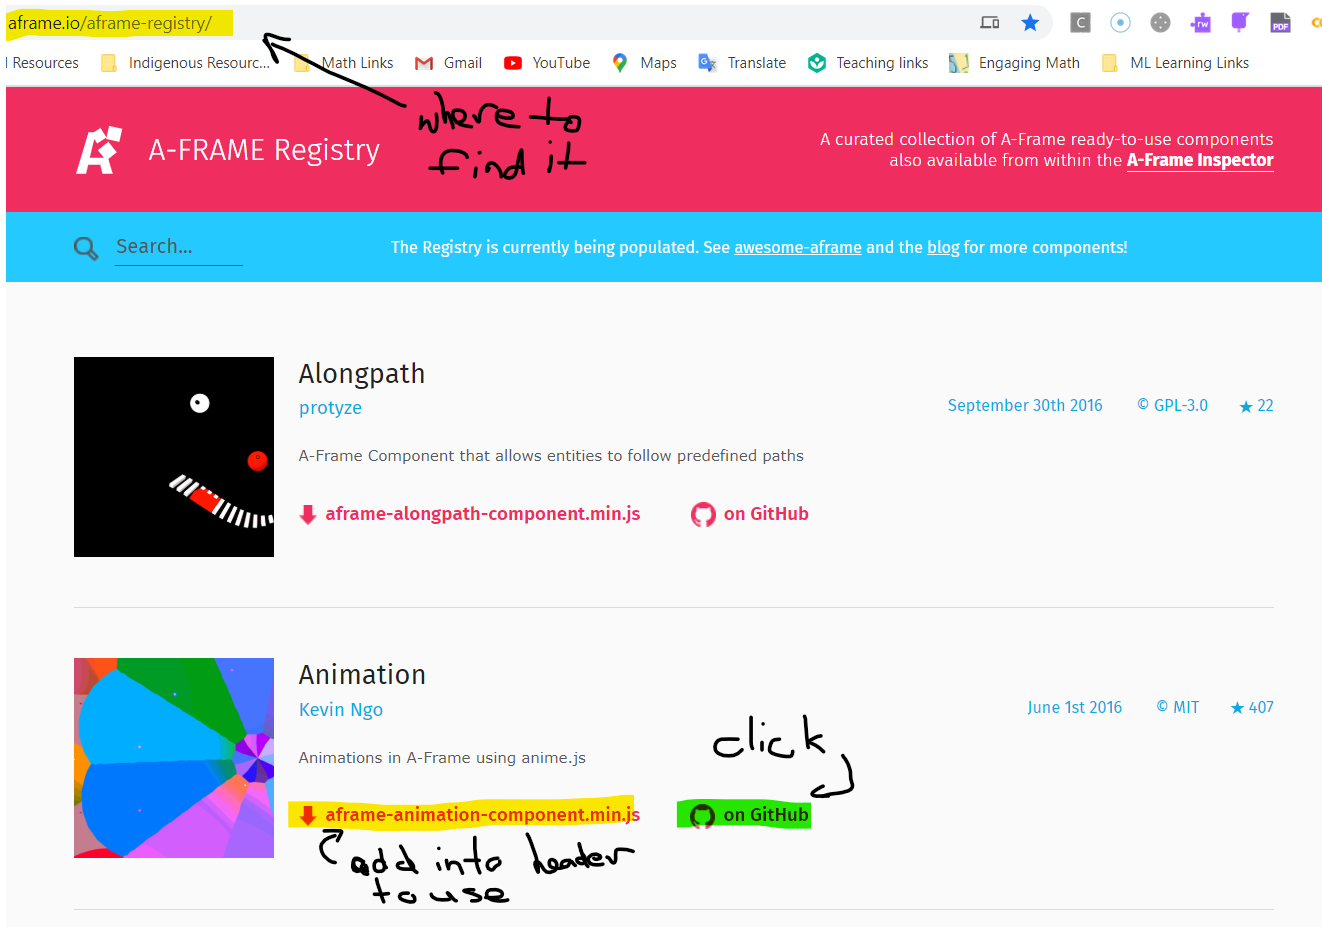 aframe.io/aframe-registry/
C
rw
PDF
l Resources
Indigenous Resourc...
Math Links
Gmail
YouTube
Maps
Translate
Teaching links
Engaging Math
ML Learning Links
where to
find it
A-FRAME Registry
A curated collection of A-Frame ready-to-use components
also available from within the A-Frame Inspector
Search...
The Registry is currently being populated. See awesome-aframe and the blog for more components!
Alongpath
protyze
September 30th 2016 © GPL-3.0 ★ 22
A-Frame Component that allows entities to follow predefined paths
aframe-alongpath-component.min.js
on GitHub
Animation
Kevin Ngo
June 1st 2016 © MIT ★ 407
Animations in A-Frame using anime.js
click
aframe-animation-component.min.js
on GitHub
add into header
to use